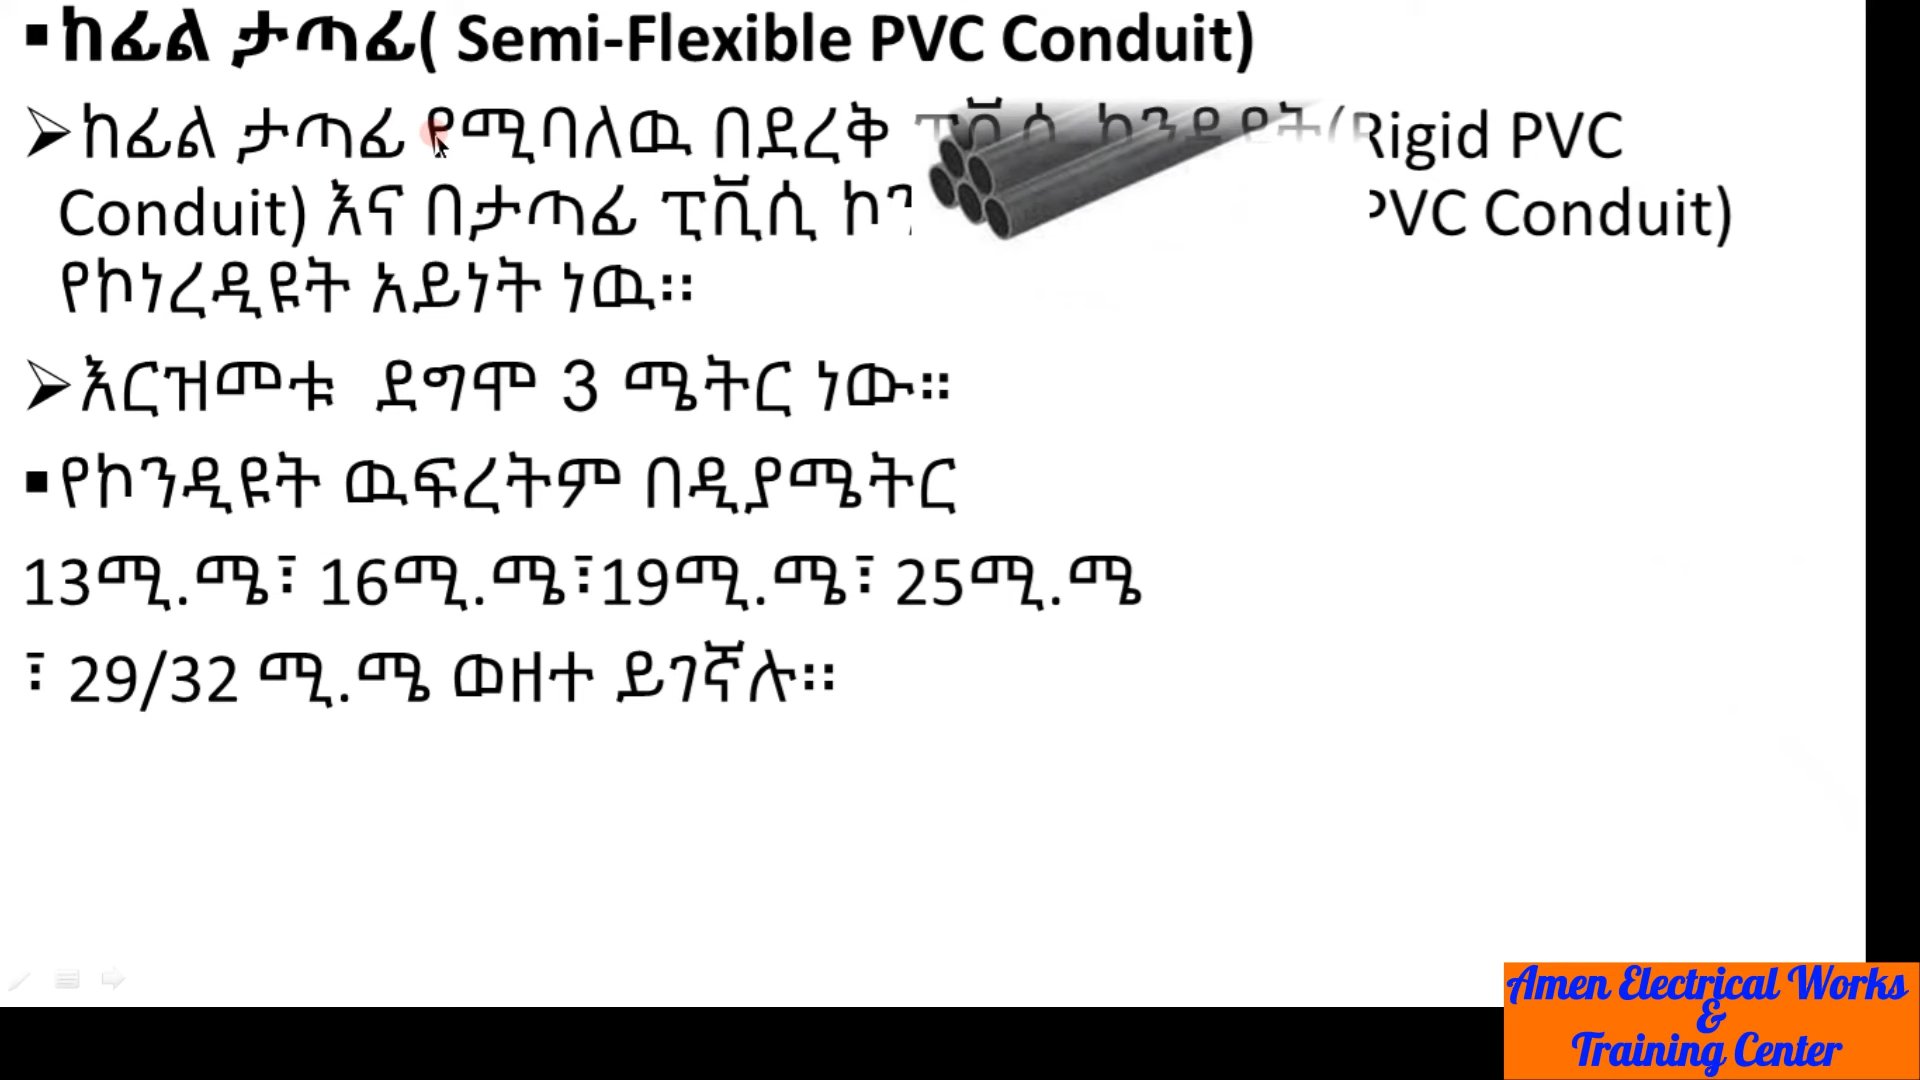 ▪ከፊል ታጣፊ( Semi-Flexible PVC Conduit)
➢ከፊል ታጣፊ የሚባለዉ በደረቅ ፒቪሲ Rigid PVC
Conduit) እና በታጣፊ ፒቪሲ PVC Conduit)
የኮነረዲዩት አይነት ነዉ፡፡
➢እርዝመቱ ደግሞ 3 ሜትር ነው።
▪የኮንዲዩት ዉፍረትም በዲያሜትር
13ሚ.ሜ፣ 16ሚ.ሜ፣19ሚ.ሜ፣ 25ሚ.ሜ
፣ 29/32 ሚ.ሜ ወዘተ ይገኛሉ፡፡
Amen Electrical Works
&
Training Center